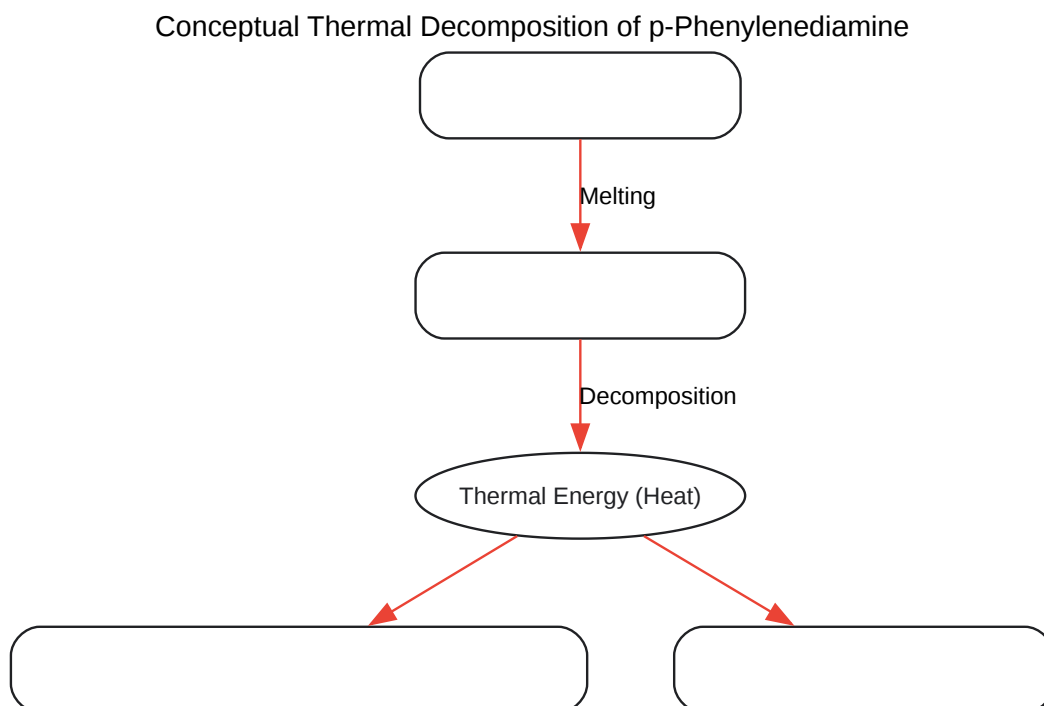 Conceptual Thermal Decomposition of p-Phenylenediamine
Melting
Decomposition
Thermal Energy (Heat)